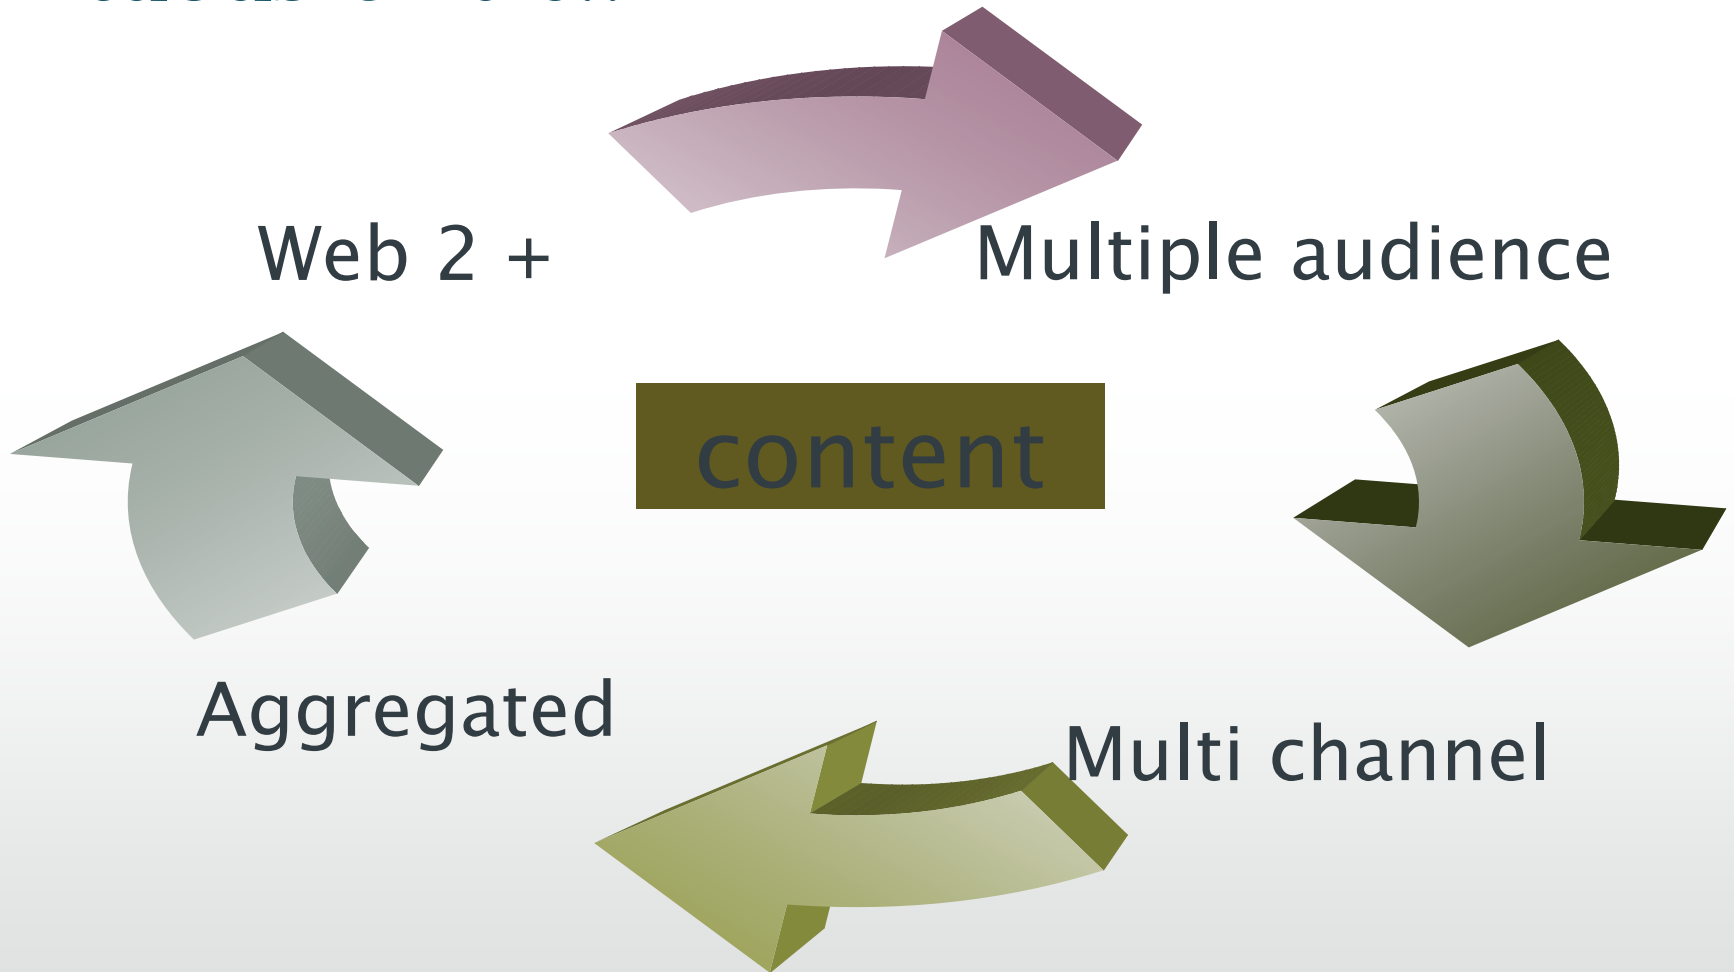 Web 2 +
Multiple audience
content
Aggregated
Multi channel